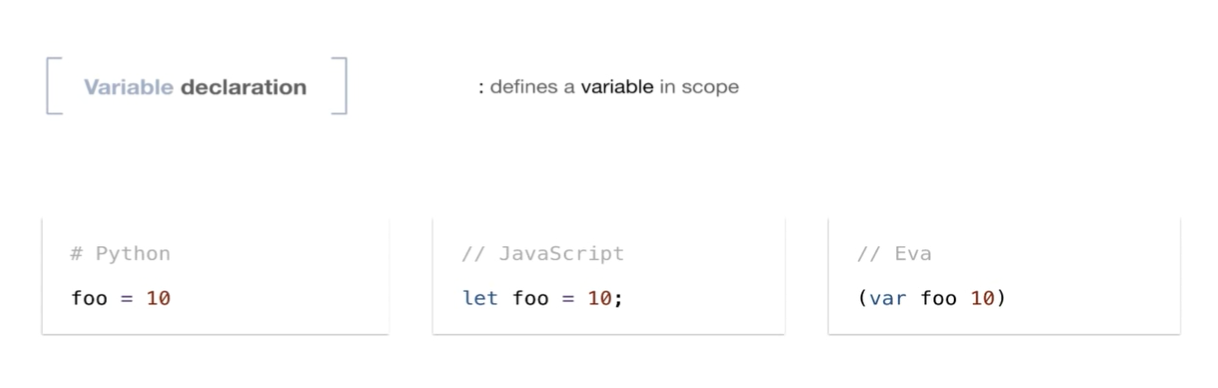 Variable declaration
: defines a variable in scope
# Python
foo = 10
// JavaScript
let foo = 10;
// Eva
(var foo 10)